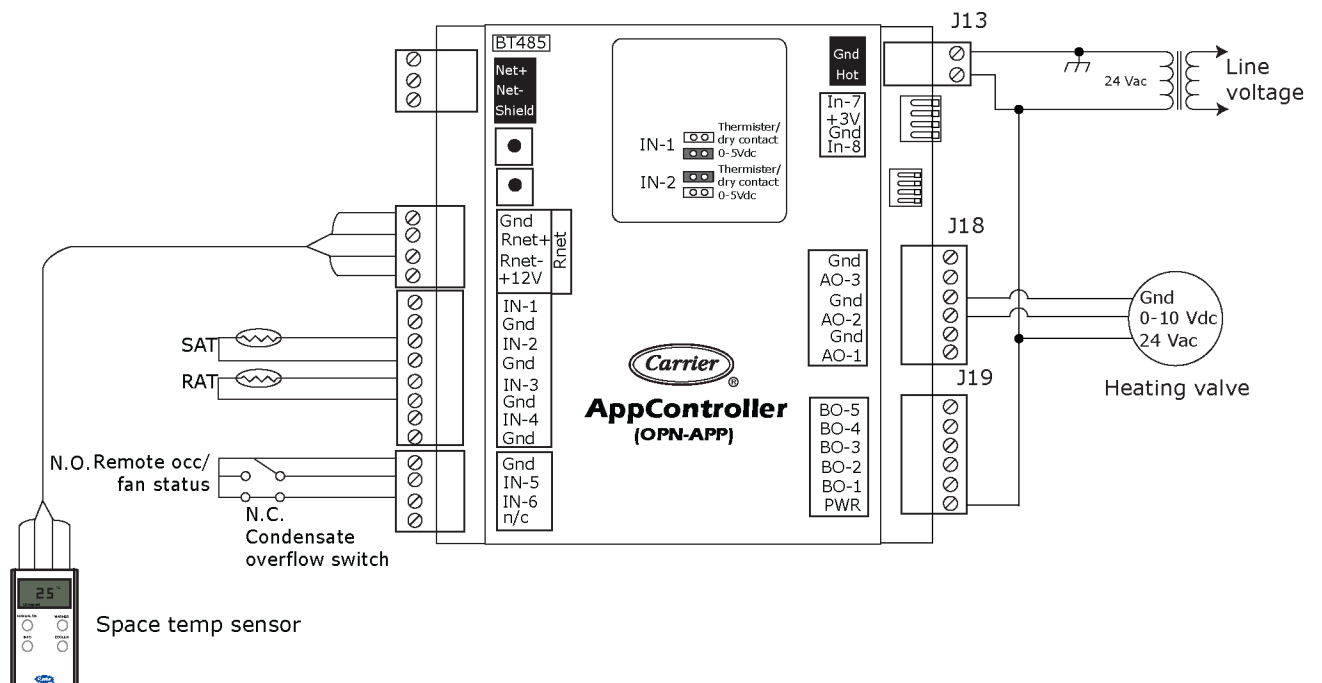 J13
BT485
Net+
Net-
Shield
Gnd
Hot
24 Vac
Line
voltage
In-7
+3V
Gnd
In-8
IN-1
Thermister/
dry contact
0-5Vdc
IN-2
Thermister/
dry contact
0-5Vdc
Gnd
Rnet+
Rnet-
+12V
Rnet
J18
Gnd
AO-3
Gnd
AO-2
Gnd
AO-1
Gnd
0-10 Vdc
24 Vac
Heating valve
IN-1
Gnd
IN-2
Gnd
IN-3
Gnd
IN-4
Gnd
SAT
RAT
Carrier
®
AppController
(OPN-APP)
J19
BO-5
BO-4
BO-3
BO-2
BO-1
PWR
N.O. Remote occ/
fan status
Gnd
IN-5
IN-6
n/c
N.C.
Condensate
overflow switch
25
Space temp sensor